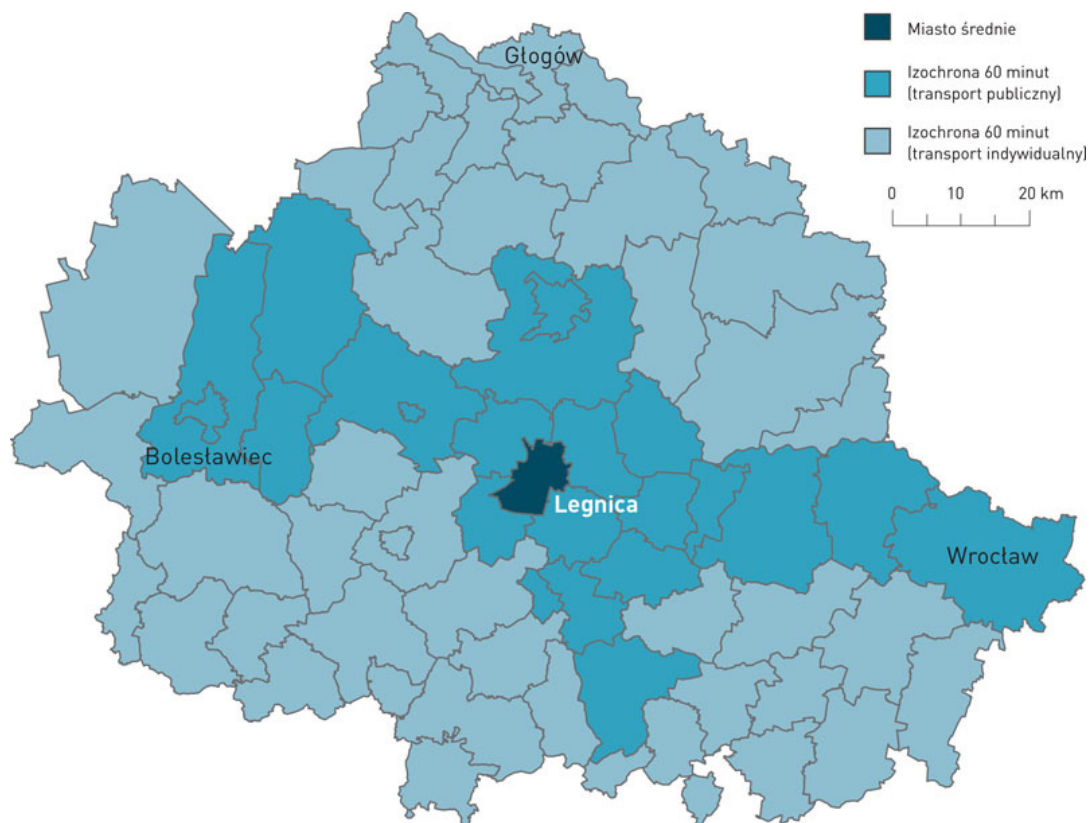 Głogów
Miasto średnie
Izochrona 60 minut
(transport publiczny)
Izochrona 60 minut
(transport indywidualny)
0 10 20 km
Bolesławiec
Legnica
Wrocław